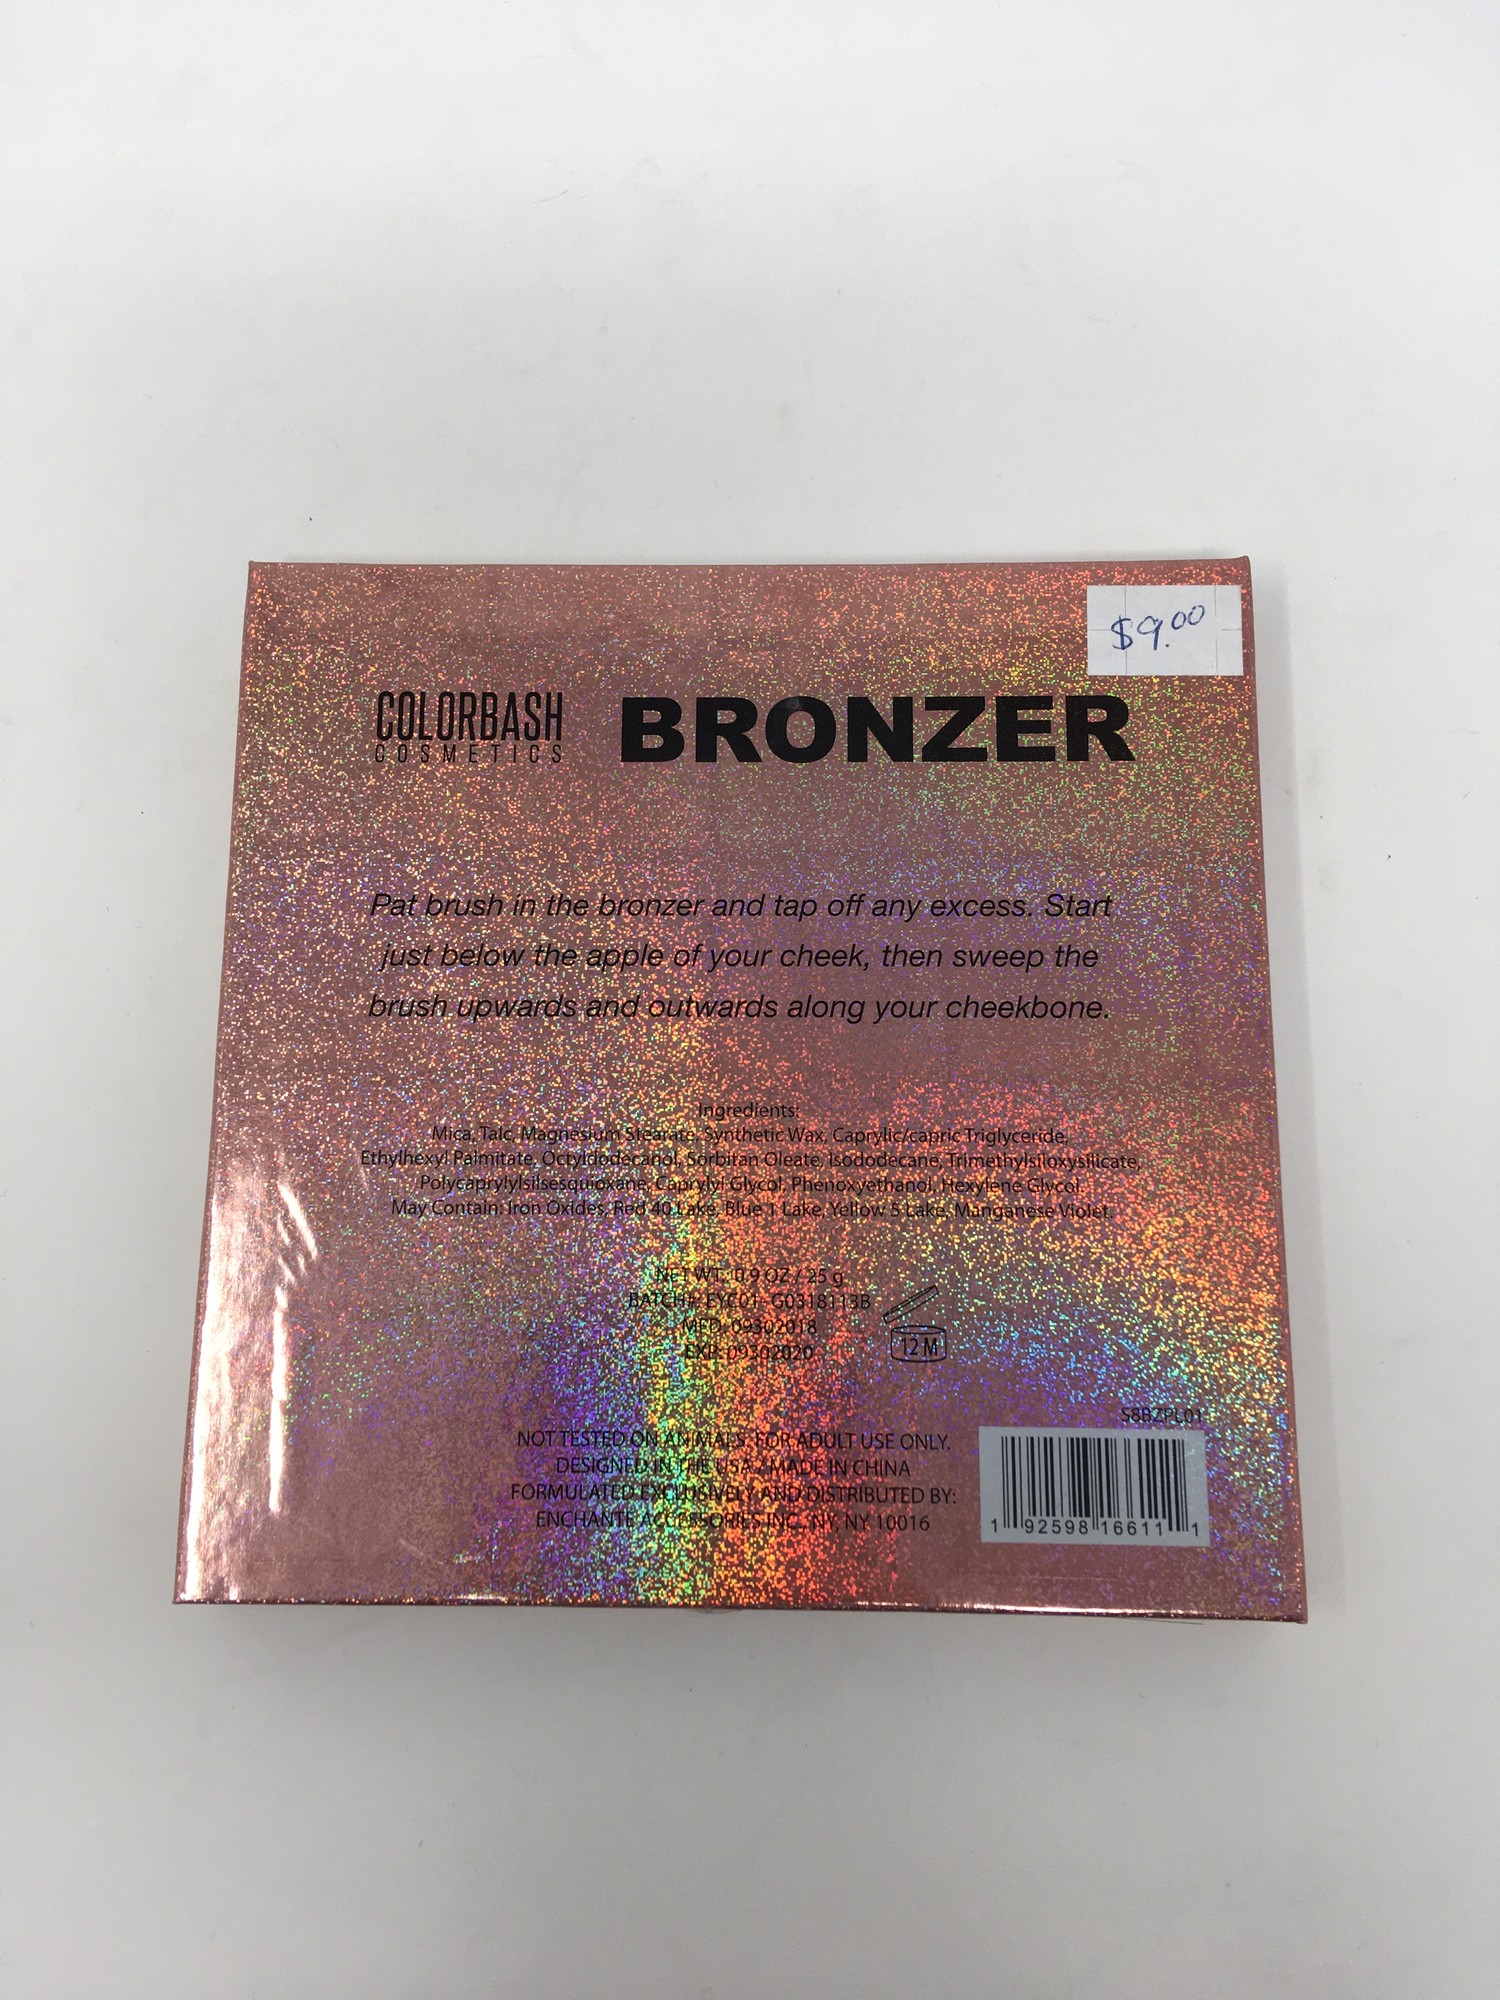 $9.00
COLORBASH
COSMETICS
BRONZER
Pat brush in the bronzer and tap off any excess. Start
just below the apple of your cheek, then sweep the
brush upwards and outwards along your cheekbone.
Ingredients:
Mica, Talc, Magnesium Stearate, Synthetic Wax, Caprylic/capric Triglyceride,
Ethylhexyl Palmitate, Octyldodecanol, Sorbitan Oleate, Isododecane, Trimethylsiloxysilicate,
Polycaprylylsilsesquioxane, Caprylyl Glycol, Phenoxyethanol, Hexylene Glycol.
May Contain: Iron Oxides, Red 40 Lake, Blue 1 Lake, Yellow 5 Lake, Manganese Violet.
NET WT.: 0.9 OZ / 25 g
BATCH#: EYC01- G0318113B
MFD: 09302018
EXP: 09302020
12 M
NOT TESTED ON ANIMALS. FOR ADULT USE ONLY.
DESIGNED IN THE USA / MADE IN CHINA
FORMULATED EXCLUSIVELY AND DISTRIBUTED BY:
ENCHANTE ACCESSORIES INC., NY, NY 10016
S8BZPL01
1 92598 16611 1